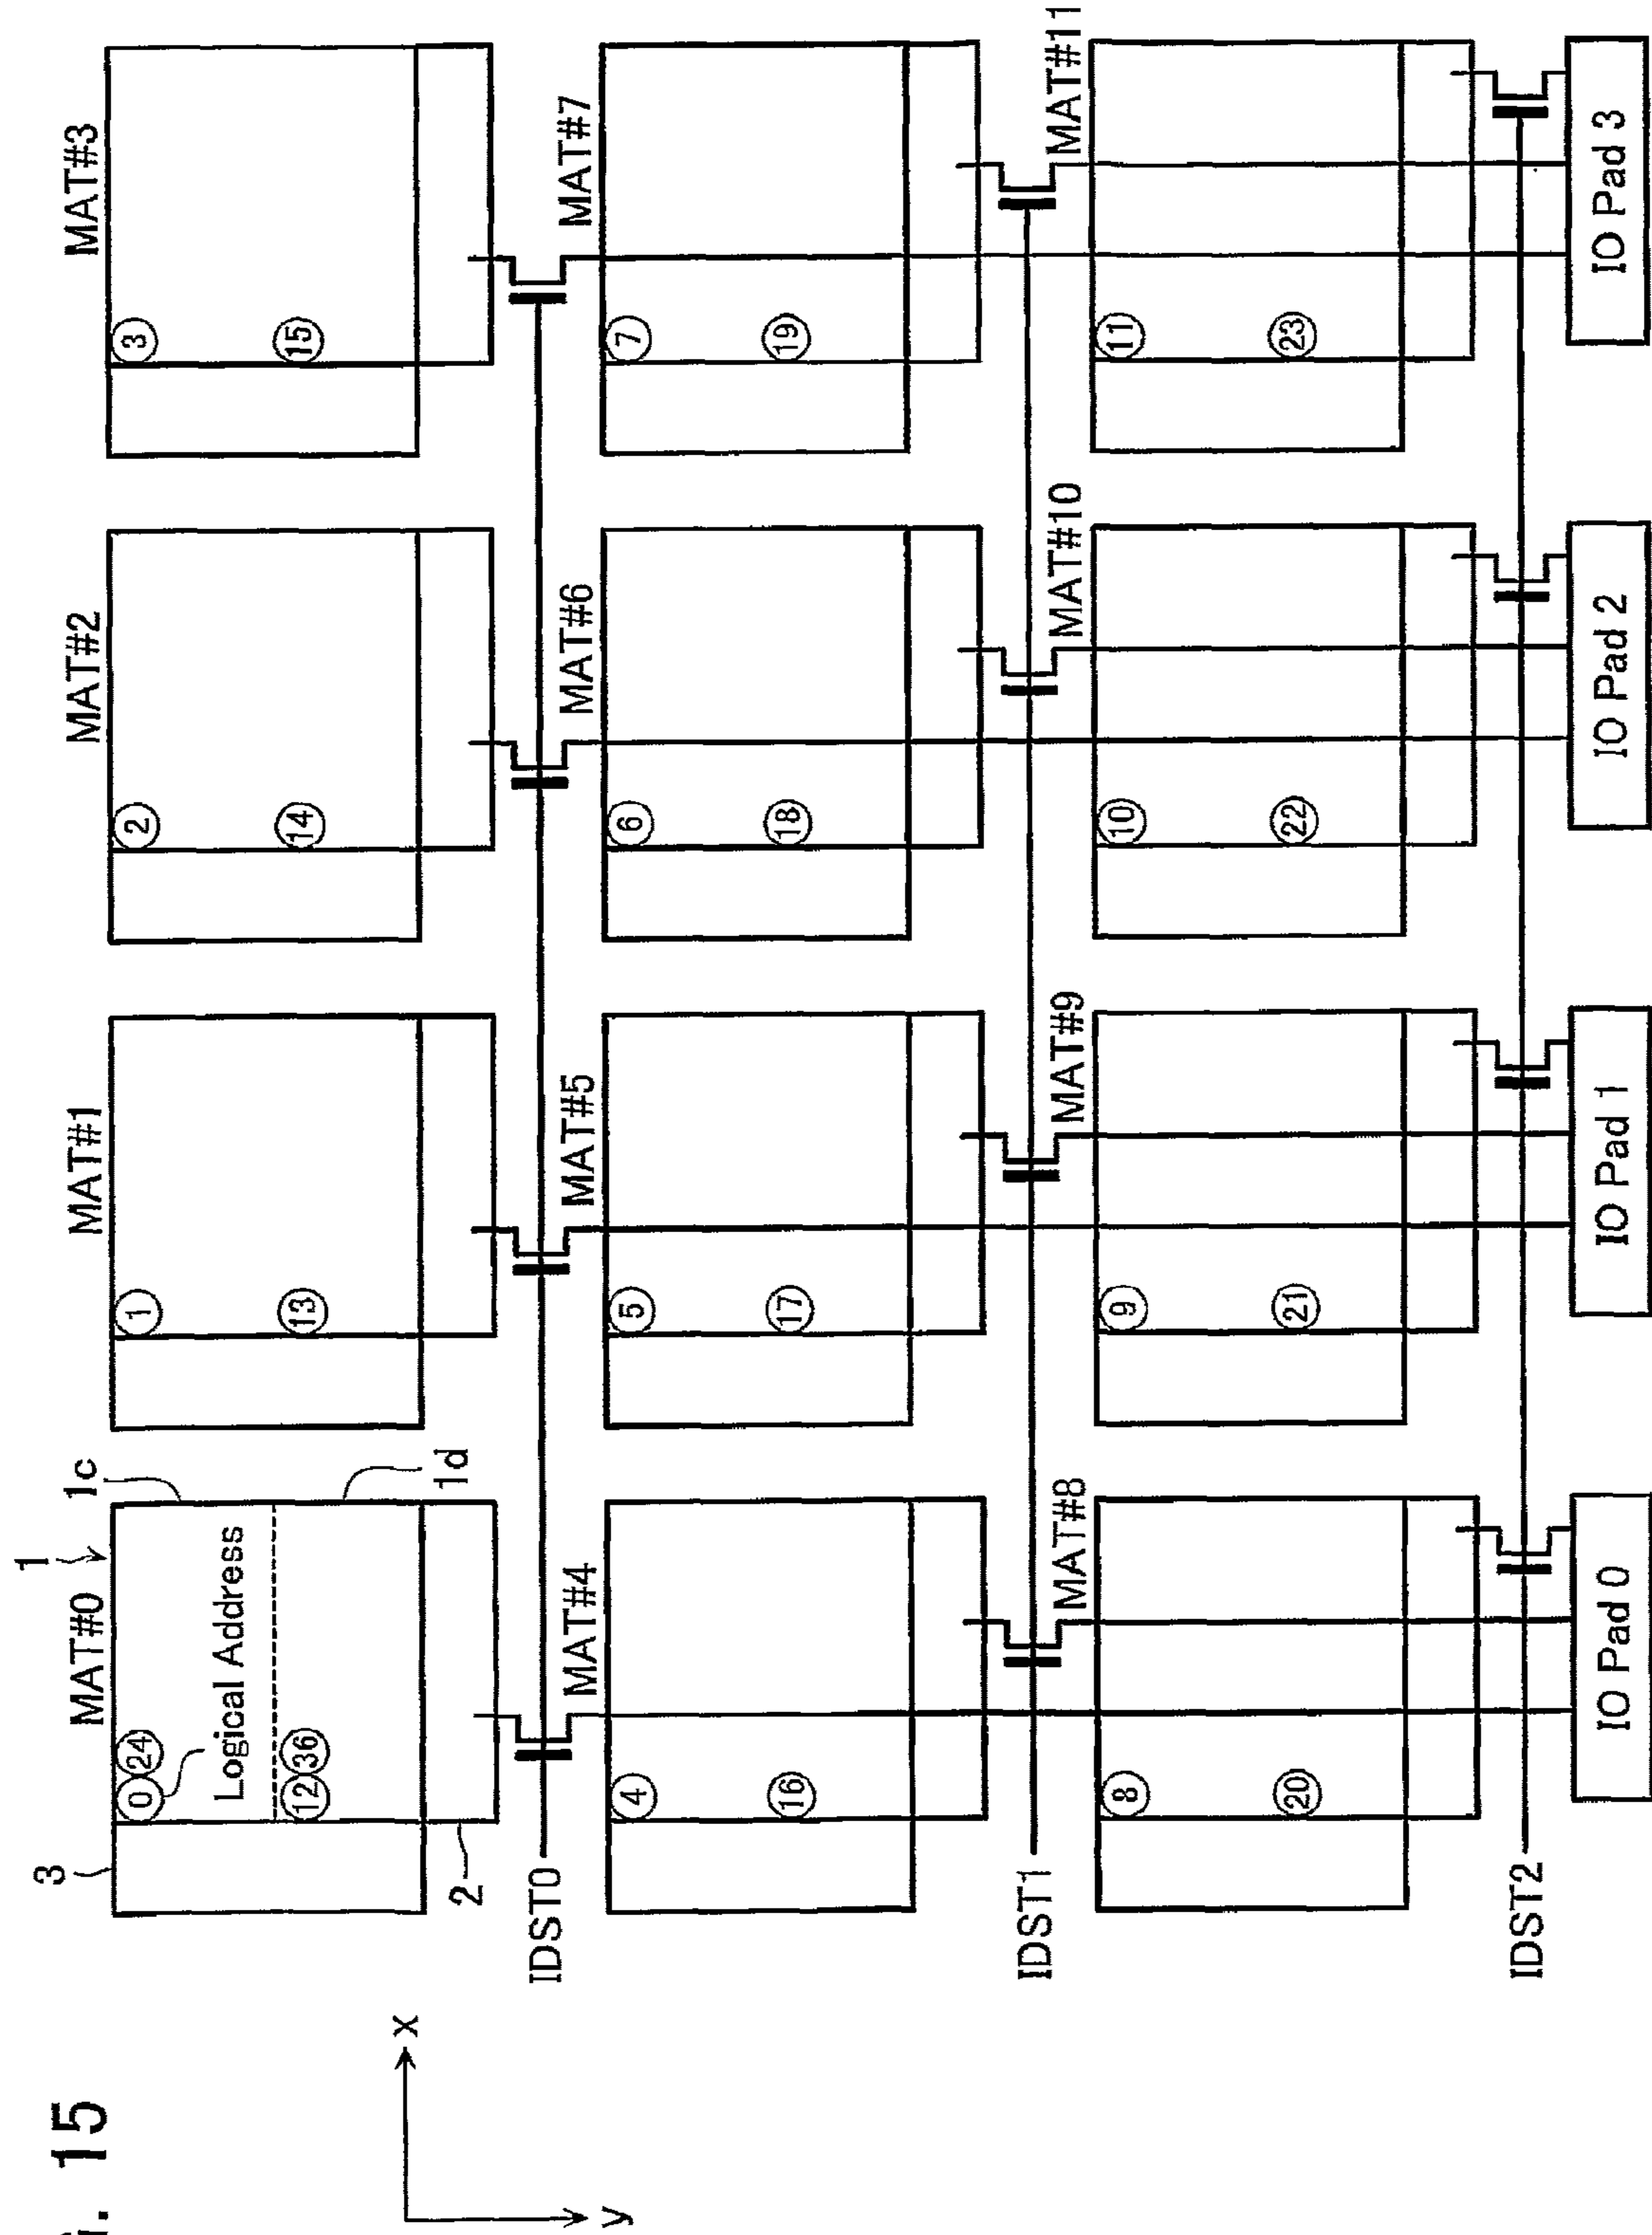 G. 15
3
MAT#0
1
1c
MAT#1
MAT#2
MAT#3
0 24
1
2
3
Logical Address
12 36
13
14
15
1d
2
x
y
IDST0
MAT#4
MAT#5
MAT#6
MAT#7
4
5
6
7
16
17
18
19
IDST1
MAT#8
MAT#9
MAT#10
MAT#11
8
9
10
11
20
21
22
23
IDST2
IO Pad 0
IO Pad 1
IO Pad 2
IO Pad 3